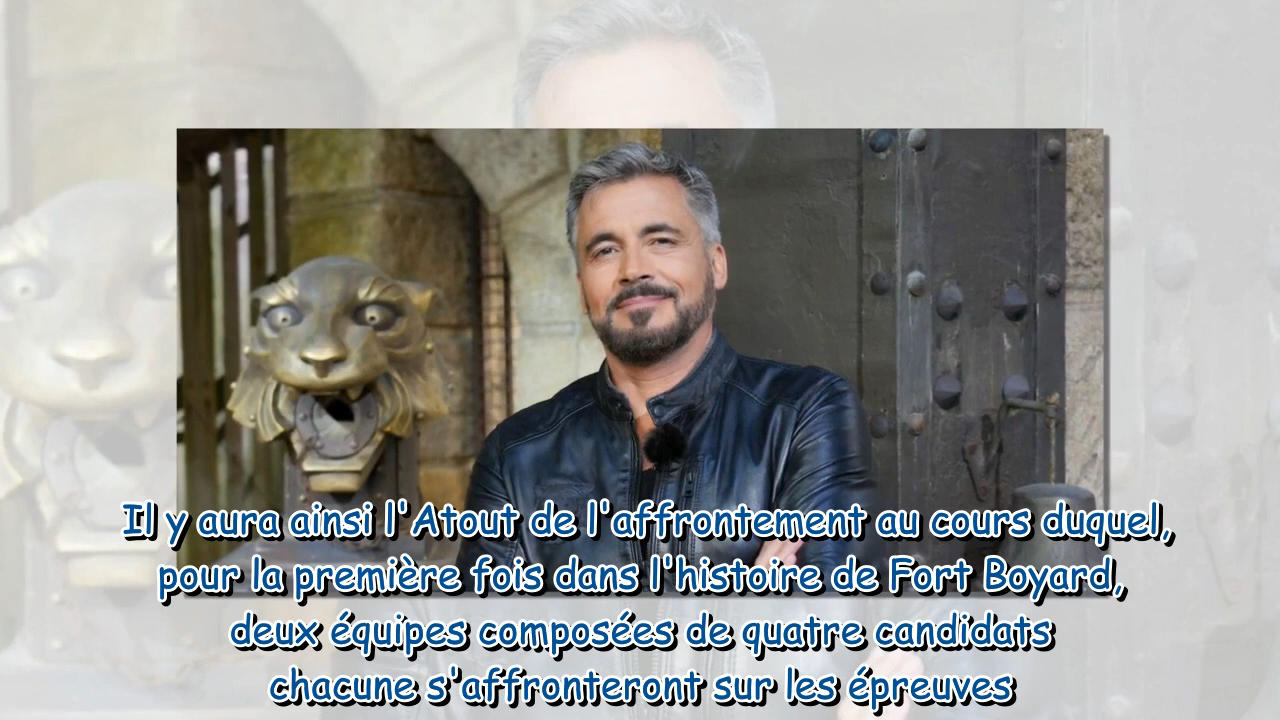 Il y aura ainsi l'Atout de l'affrontement au cours duquel,
pour la première fois dans l'histoire de Fort Boyard,
deux équipes composées de quatre candidats
chacune s'affronteront sur les épreuves